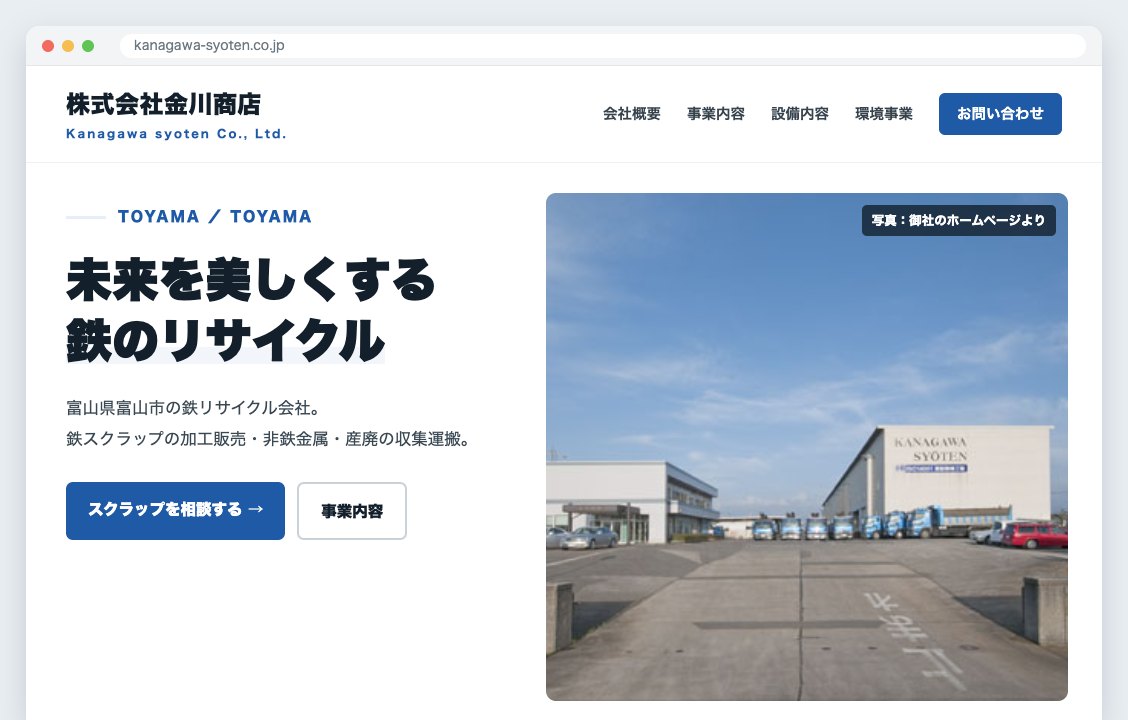 kanagawa-syoten.co.jp
株式会社金川商店
Kanagawa syoten Co., Ltd.
会社概要
事業内容
設備内容
環境事業
お問い合わせ
TOYAMA ／ TOYAMA
未来を美しくする
鉄のリサイクル
富山県富山市の鉄リサイクル会社。
鉄スクラップの加工販売・非鉄金属・産廃の収集運搬。
スクラップを相談する →
事業内容
写真：御社のホームページより
KANAGAWA
SYŌTEN